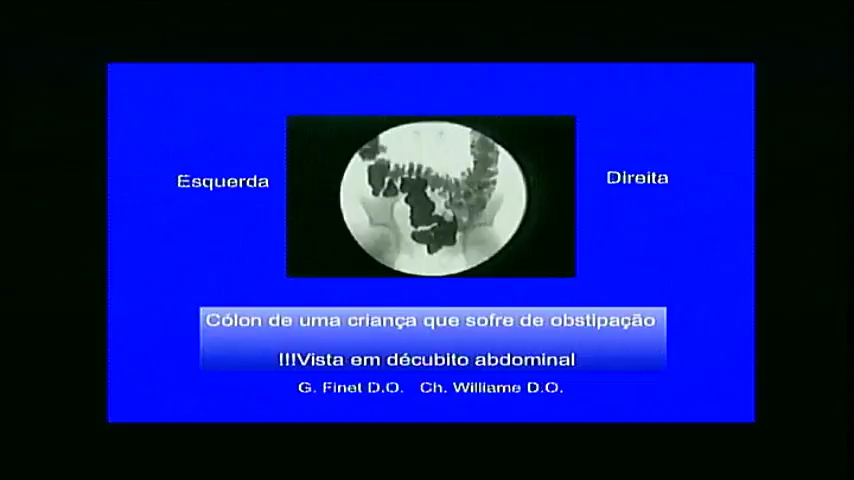 Esquerda
Direita
Cólon de uma criança que sofre de obstipação
!!!Vista em décubito abdominal
G. Finet D.O. Ch. Williame D.O.